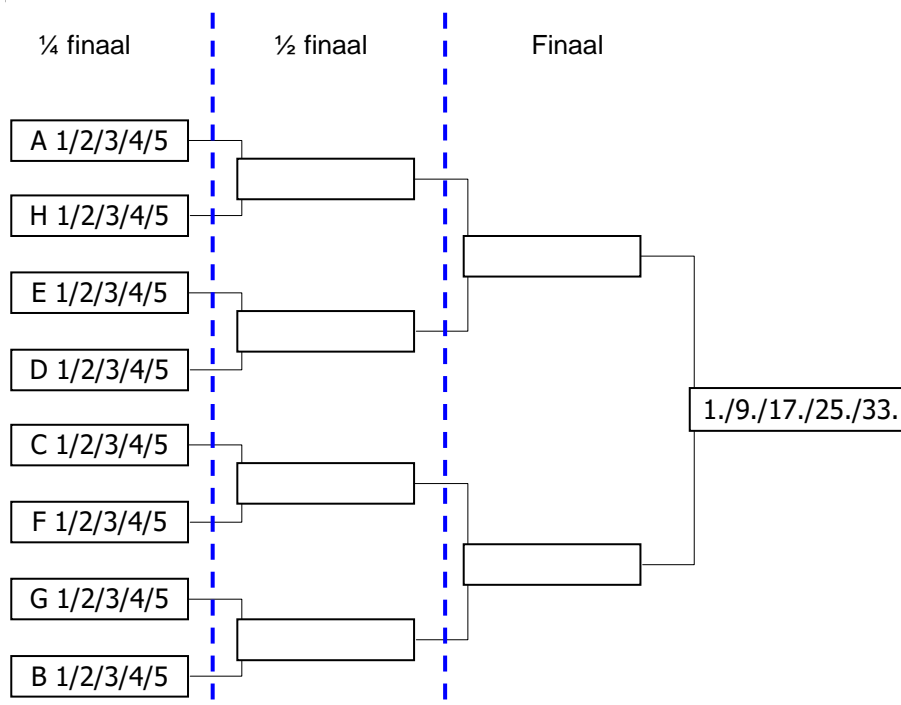 ¼ finaal ½ finaal Finaal
A 1/2/3/4/5
H 1/2/3/4/5
E 1/2/3/4/5
D 1/2/3/4/5
1./9./17./25./33.
C 1/2/3/4/5
F 1/2/3/4/5
G 1/2/3/4/5
B 1/2/3/4/5